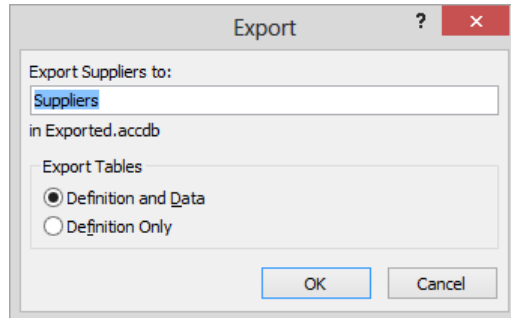 Export
?
Export Suppliers to:
Suppliers
in Exported.accdb
Export Tables
Definition and Data
Definition Only
OK Cancel